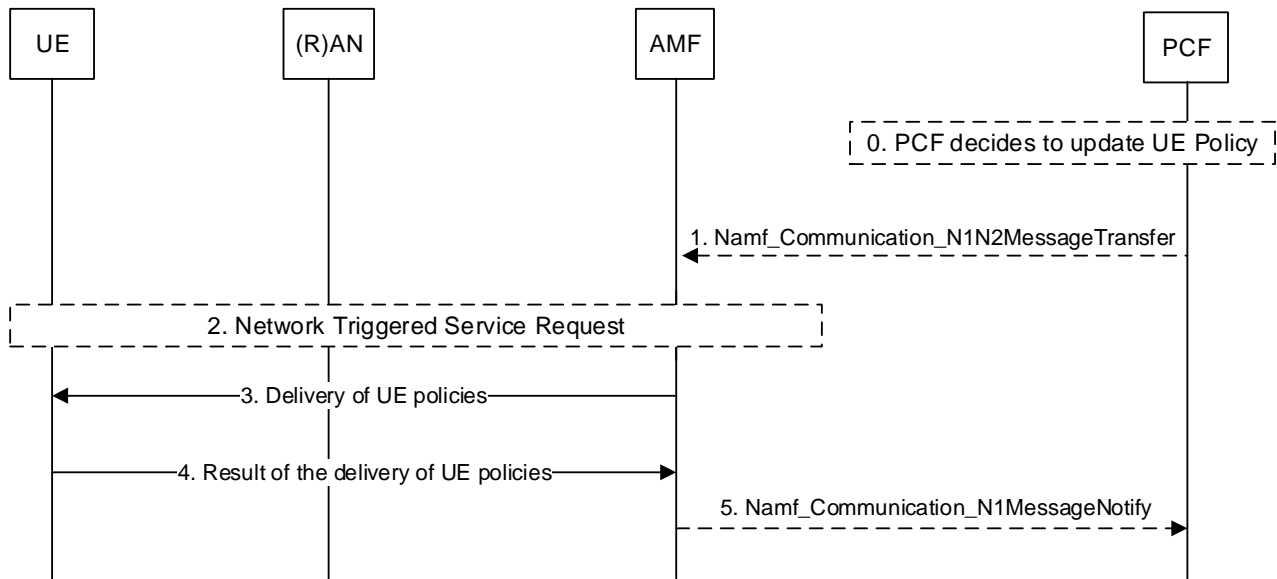 UE
(R)AN
AMF
PCF
0. PCF decides to update UE Policy
1. Namf_Communication_N1N2MessageTransfer
2. Network Triggered Service Request
3. Delivery of UE policies
4. Result of the delivery of UE policies
5. Namf_Communication_N1MessageNotify